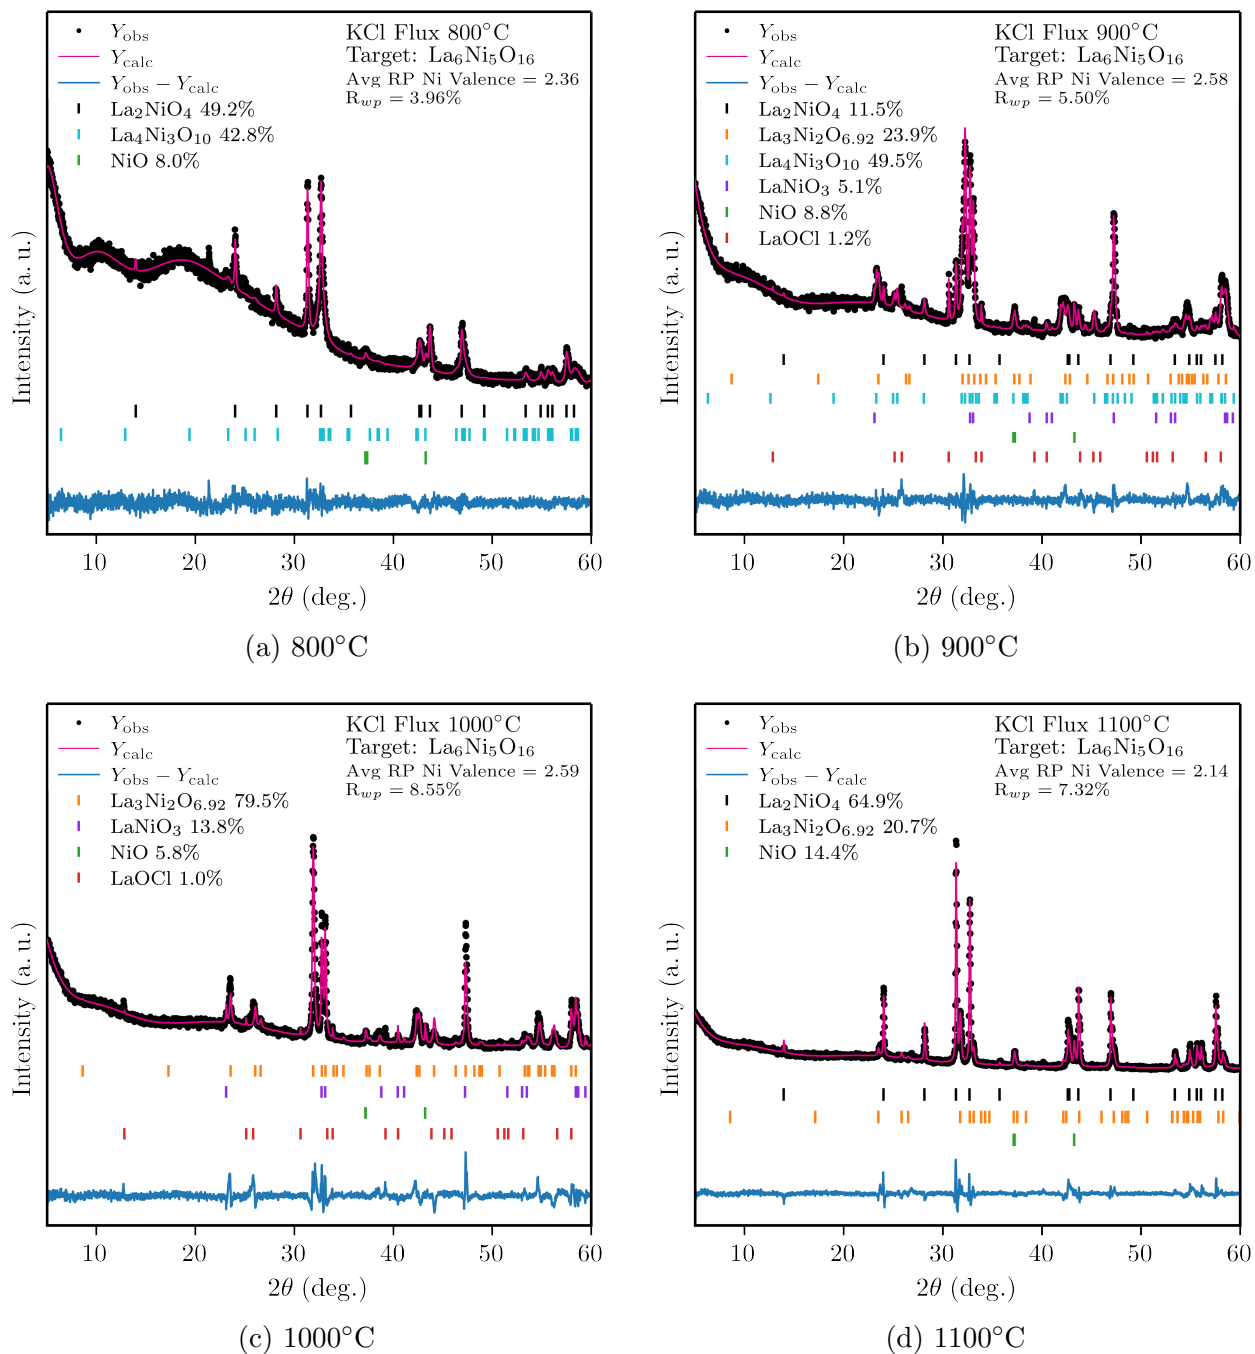 Y_obs
Y_calc
Y_obs − Y_calc
La₂NiO₄ 49.2%
La₄Ni₃O₁₀ 42.8%
NiO 8.0%
KCl Flux 800°C
Target: La₆Ni₅O₁₆
Avg RP Ni Valence = 2.36
R_wp = 3.96%
Intensity (a. u.)
10 20 30 40 50 60
2θ (deg.)
(a) 800°C
Y_obs
Y_calc
Y_obs − Y_calc
La₂NiO₄ 11.5%
La₃Ni₂O₆.₉₂ 23.9%
La₄Ni₃O₁₀ 49.5%
LaNiO₃ 5.1%
NiO 8.8%
LaOCl 1.2%
KCl Flux 900°C
Target: La₆Ni₅O₁₆
Avg RP Ni Valence = 2.58
R_wp = 5.50%
Intensity (a. u.)
10 20 30 40 50 60
2θ (deg.)
(b) 900°C
Y_obs
Y_calc
Y_obs − Y_calc
La₃Ni₂O₆.₉₂ 79.5%
LaNiO₃ 13.8%
NiO 5.8%
LaOCl 1.0%
KCl Flux 1000°C
Target: La₆Ni₅O₁₆
Avg RP Ni Valence = 2.59
R_wp = 8.55%
Intensity (a. u.)
10 20 30 40 50 60
2θ (deg.)
(c) 1000°C
Y_obs
Y_calc
Y_obs − Y_calc
La₂NiO₄ 64.9%
La₃Ni₂O₆.₉₂ 20.7%
NiO 14.4%
KCl Flux 1100°C
Target: La₆Ni₅O₁₆
Avg RP Ni Valence = 2.14
R_wp = 7.32%
Intensity (a. u.)
10 20 30 40 50 60
2θ (deg.)
(d) 1100°C